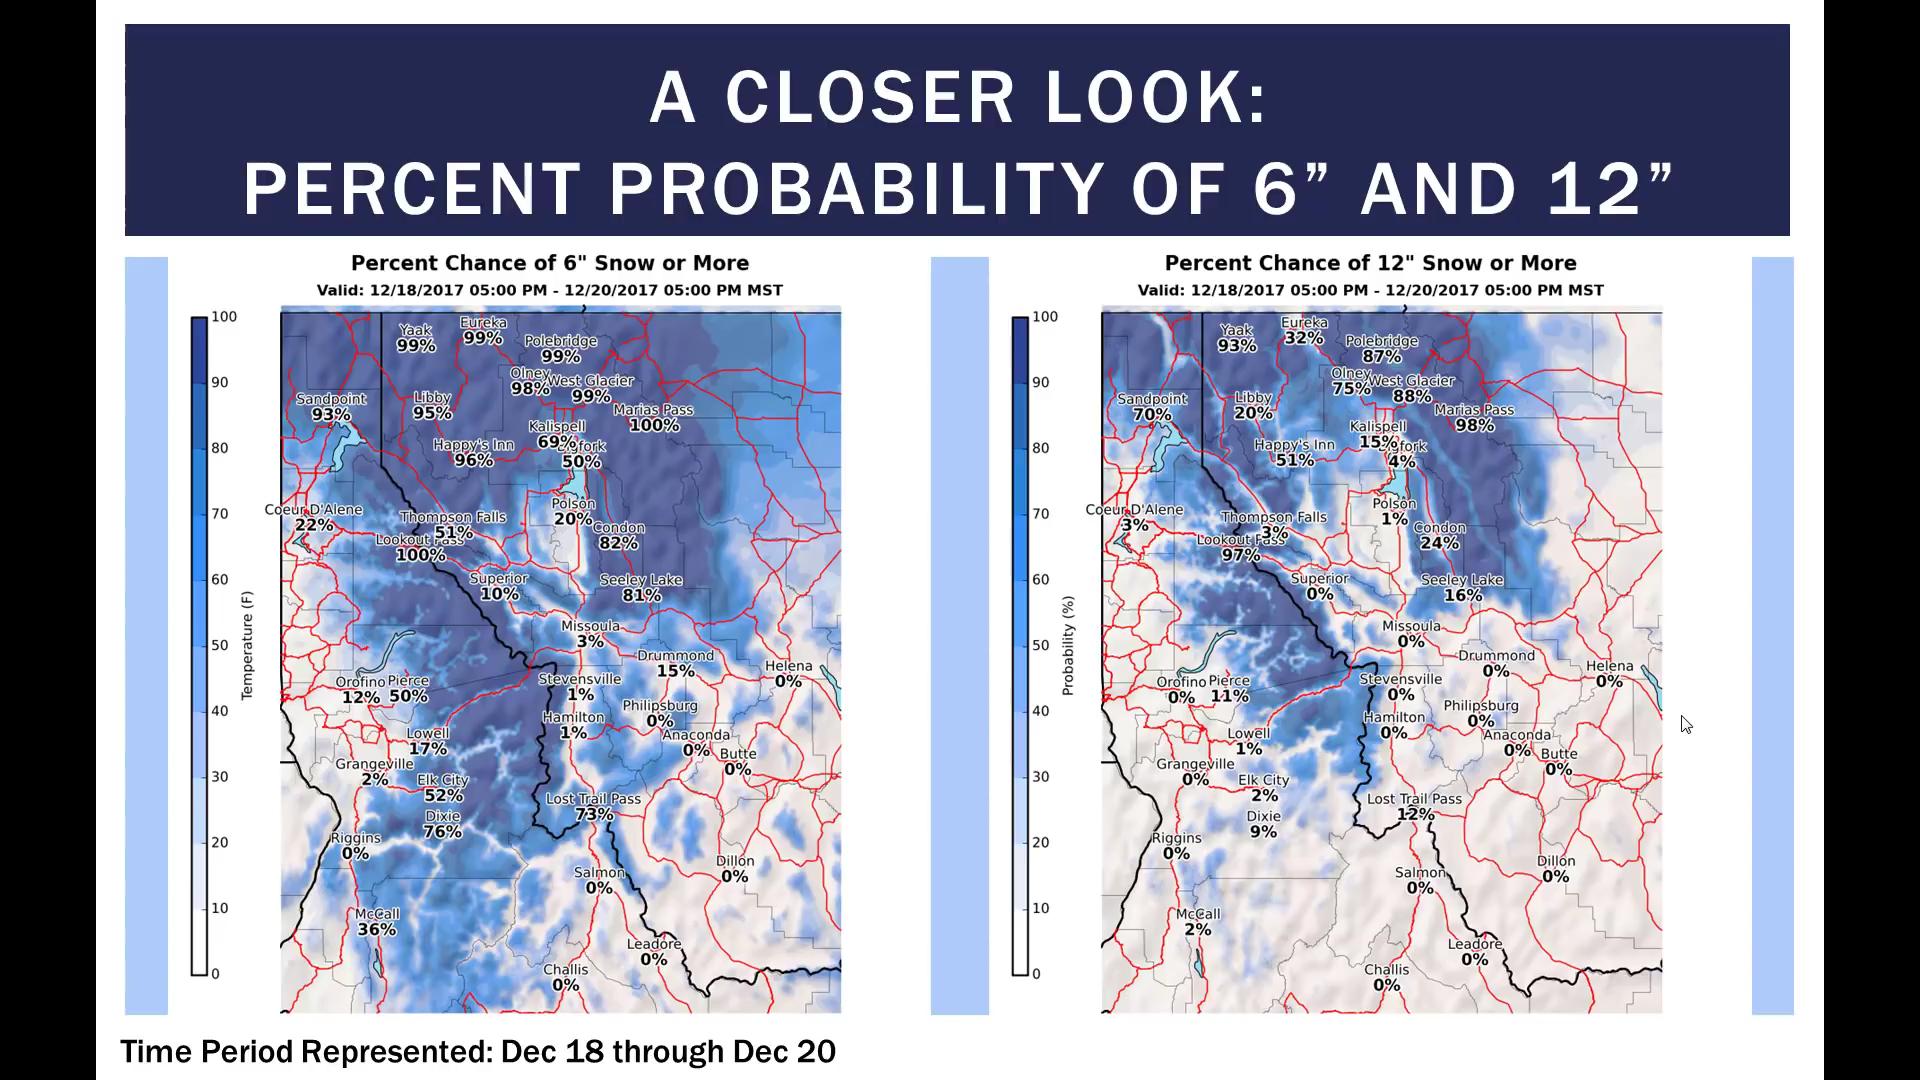 A CLOSER LOOK:
PERCENT PROBABILITY OF 6” AND 12”
Percent Chance of 6" Snow or More
Valid: 12/18/2017 05:00 PM - 12/20/2017 05:00 PM MST
100
90
80
70
60
50
40
30
20
10
0
Temperature (F)
Yaak
99%
Eureka
99%
Polebridge
99%
Olney
98%
West Glacier
99%
Sandpoint
93%
Libby
95%
Marias Pass
100%
Kalispell
69%
Happy's Inn
96%
50%
Coeur D'Alene
22%
Polson
20%
Thompson Falls
51%
Condon
82%
Lookout Pass
100%
Superior
10%
Seeley Lake
81%
Missoula
3%
Drummond
15%
Helena
0%
Orofino
12%
Pierce
50%
Stevensville
1%
Philipsburg
0%
Hamilton
1%
Lowell
17%
Anaconda
0%
Butte
0%
Grangeville
2%
Elk City
52%
Lost Trail Pass
73%
Dixie
76%
Riggins
0%
Dillon
0%
Salmon
0%
McCall
36%
Leadore
0%
Challis
0%
Percent Chance of 12" Snow or More
Valid: 12/18/2017 05:00 PM - 12/20/2017 05:00 PM MST
100
90
80
70
60
50
40
30
20
10
0
Probability (%)
Yaak
93%
Eureka
32%
Polebridge
87%
Olney
75%
West Glacier
88%
Sandpoint
70%
Libby
20%
Marias Pass
98%
Kalispell
15%
Happy's Inn
51%
4%
Coeur D'Alene
3%
Polson
1%
Thompson Falls
3%
Condon
24%
Lookout Pass
97%
Superior
0%
Seeley Lake
16%
Missoula
0%
Drummond
0%
Helena
0%
Orofino
0%
Pierce
11%
Stevensville
0%
Philipsburg
0%
Hamilton
0%
Lowell
1%
Anaconda
0%
Butte
0%
Grangeville
0%
Elk City
2%
Lost Trail Pass
12%
Dixie
9%
Riggins
0%
Dillon
0%
Salmon
0%
McCall
2%
Leadore
0%
Challis
0%
Time Period Represented: Dec 18 through Dec 20